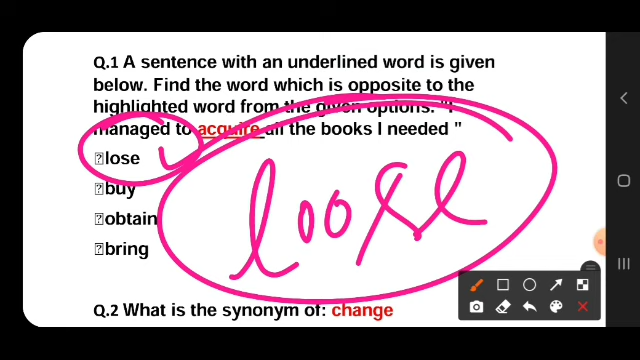 Q.1 A sentence with an underlined word is given
below. Find the word which is opposite to the
highlighted word from the given options. "I
managed to acquire all the books I needed "
lose
buy
obtain
bring
loose
Q.2 What is the synonym of: change